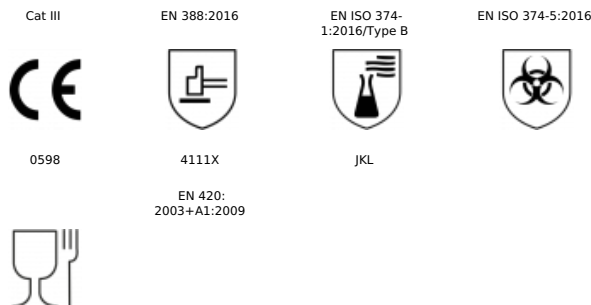 Cat III
EN 388:2016
EN ISO 374-
1:2016/Type B
EN ISO 374-5:2016
CE
0598
4111X
JKL
EN 420:
2003+A1:2009